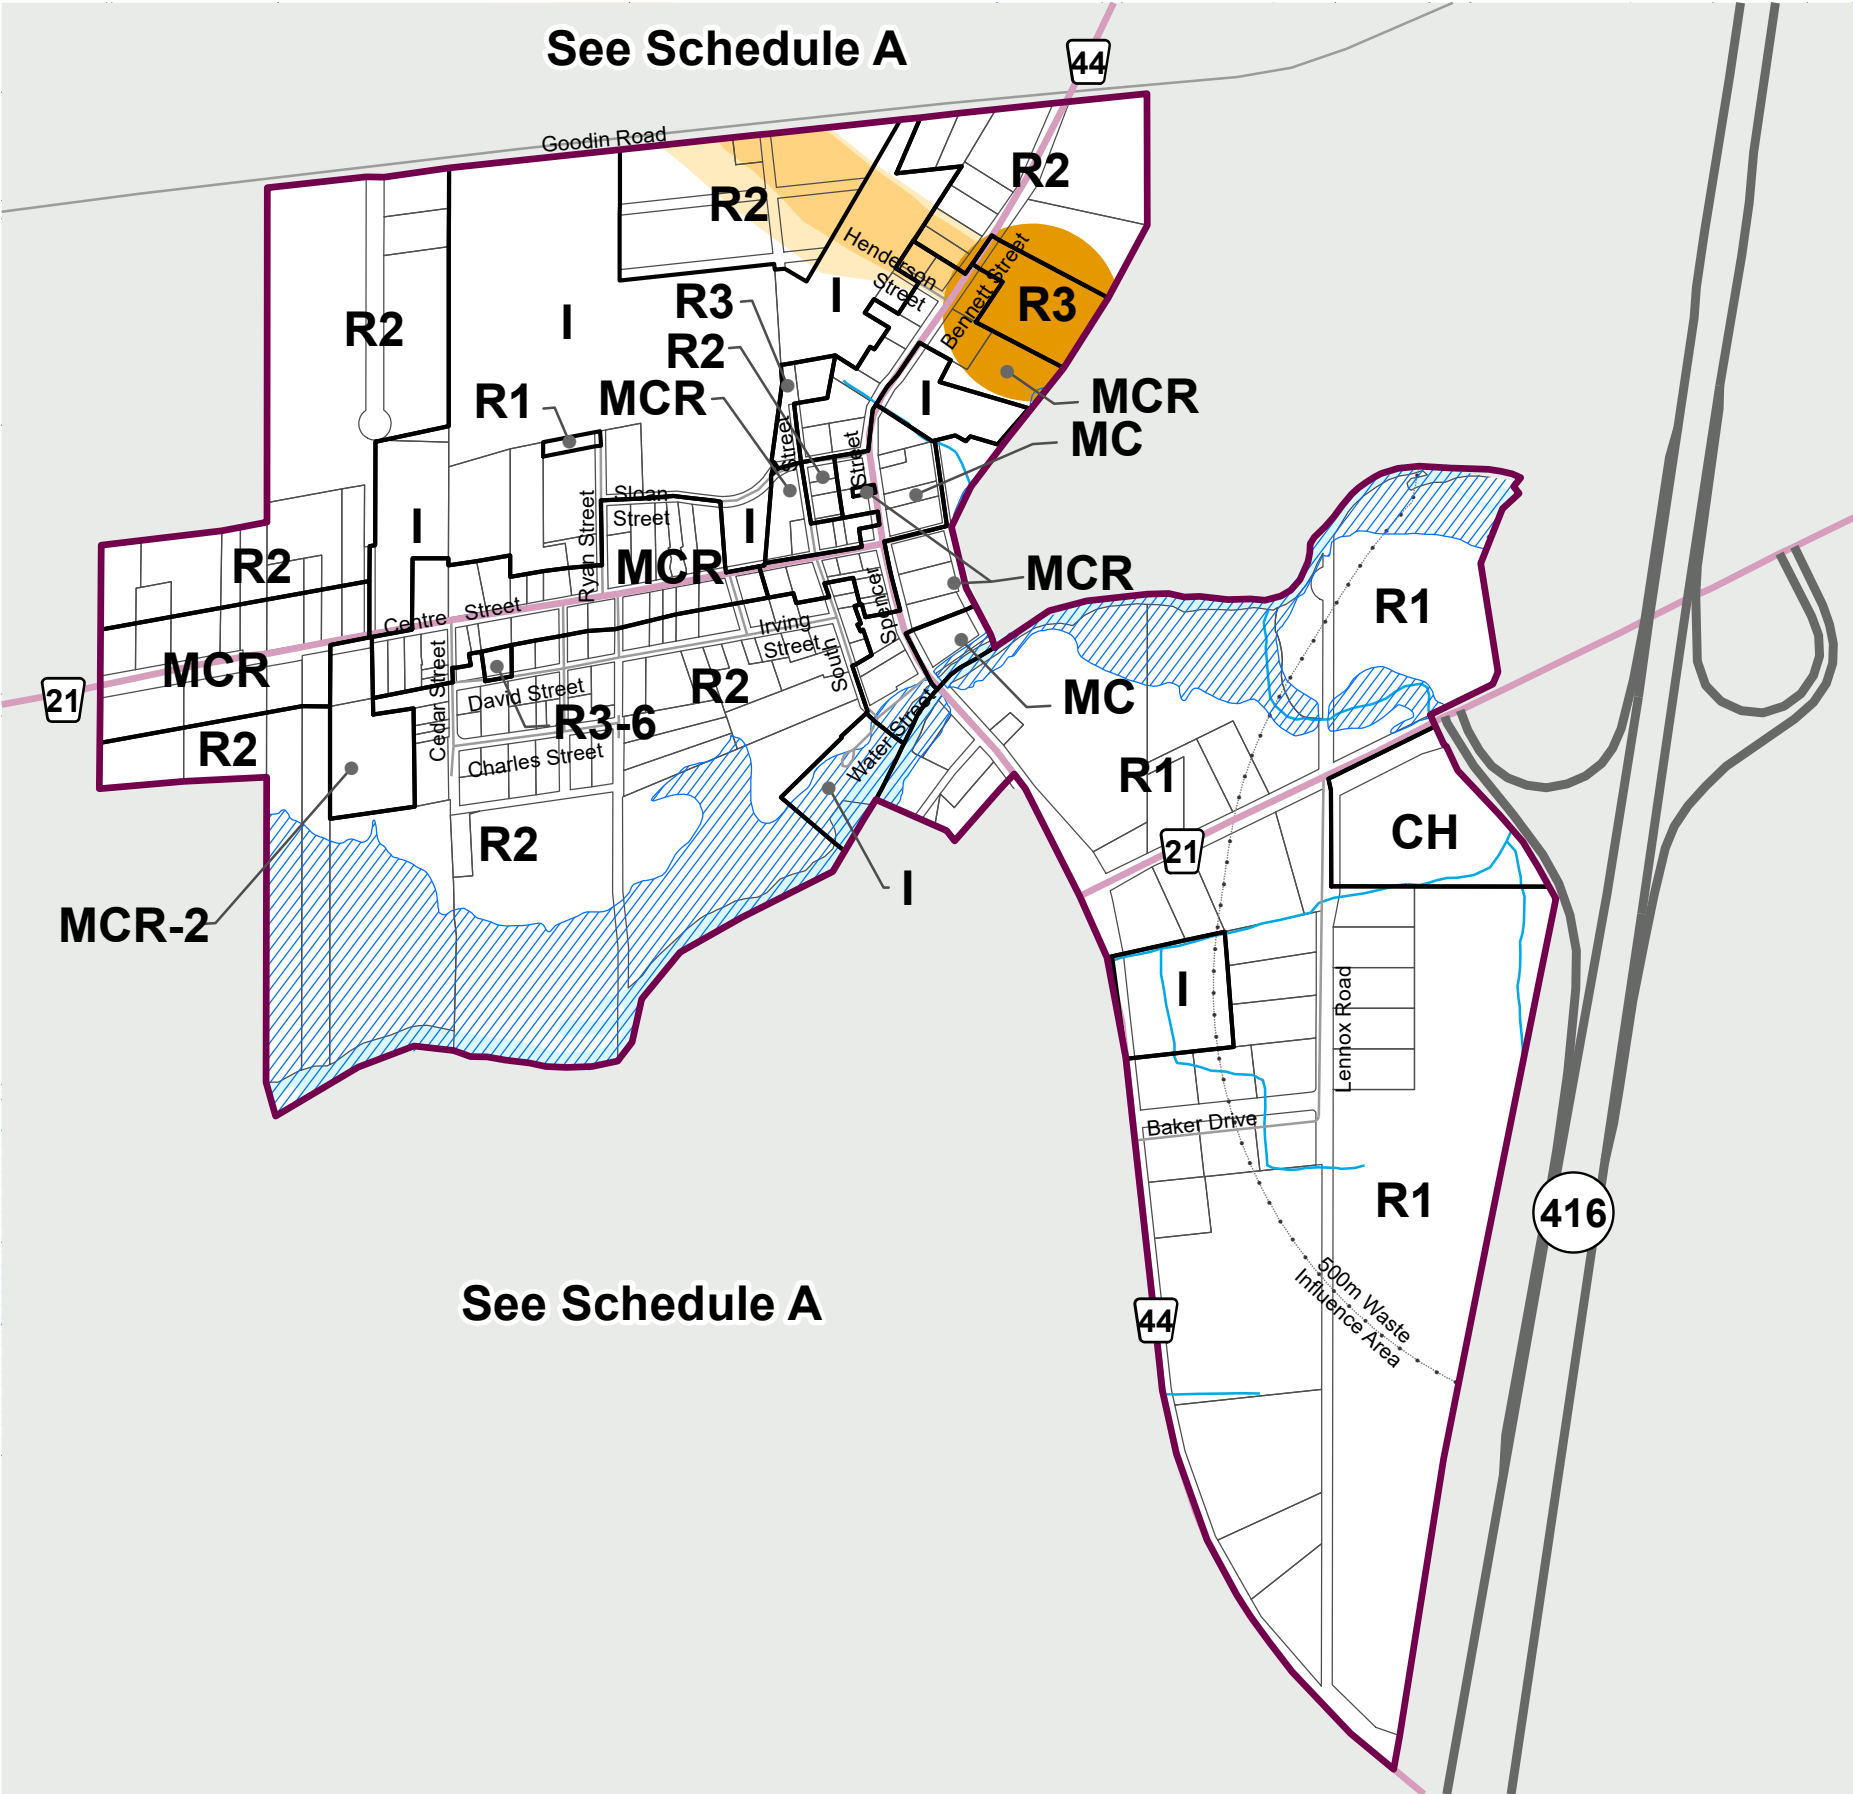 See Schedule A
44
Goodin Road
R2
R2
Henderson
Street
Bennett Street
I
R3
R3
R2
I
R2
MCR
R1
I
MCR
MC
Street
Street
Sloan
Street
Ryan Street
I
I
R2
MCR
MCR
R1
Centre Street
Spencer
Irving
Street
South
MCR
21
Cedar Street
David Street
R2
MC
R3-6
R2
Charles Street
Water Street
R1
21
CH
R2
I
MCR-2
I
Lennox Road
Baker Drive
R1
416
500m Waste
Influence Area
See Schedule A
44